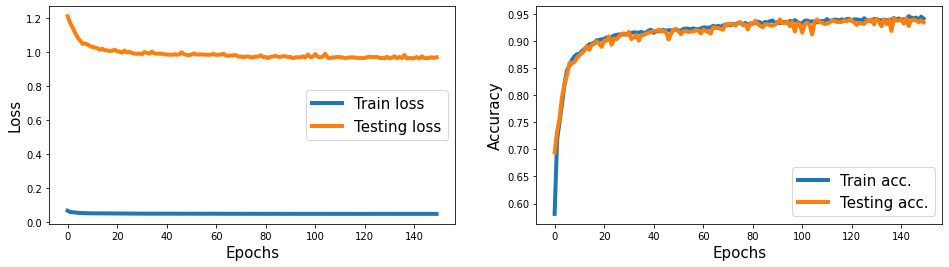 1.2
1.0
0.8
0.6
0.4
0.2
0.0
Loss
Train loss
Testing loss
0 20 40 60 80 100 120 140
Epochs
0.95
0.90
0.85
0.80
0.75
0.70
0.65
0.60
Accuracy
Train acc.
Testing acc.
0 20 40 60 80 100 120 140
Epochs